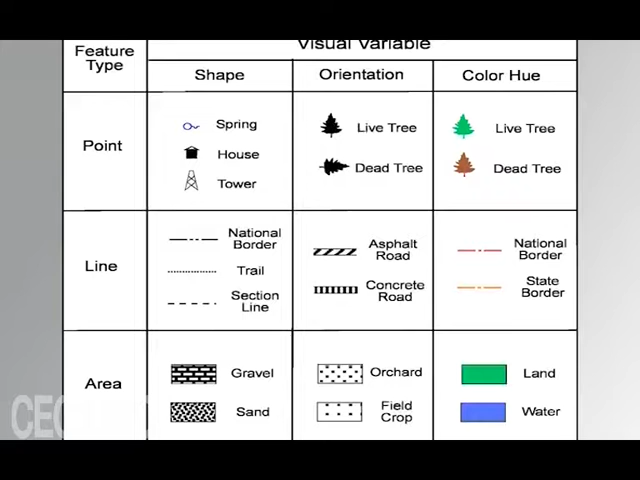 Visual Variable
Feature
Type
Shape
Orientation
Color Hue
Point
Spring
House
Tower
Live Tree
Dead Tree
Live Tree
Dead Tree
Line
National
Border
Trail
Section
Line
Asphalt
Road
Concrete
Road
National
Border
State
Border
Area
Gravel
Sand
Orchard
Field
Crop
Land
Water